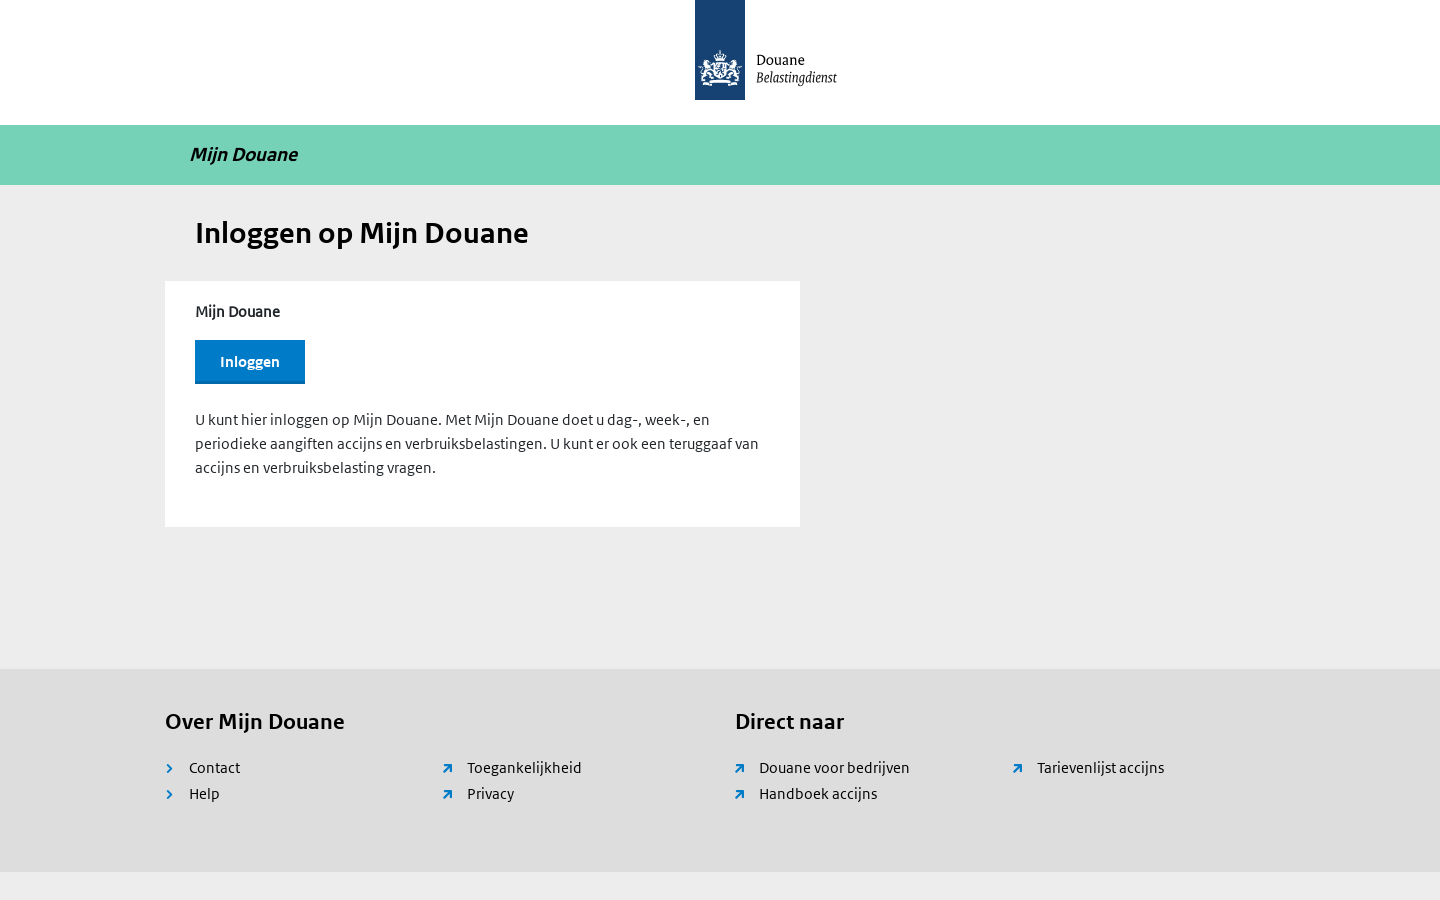 Douane
Belastingdienst
Mijn Douane
Inloggen op Mijn Douane
Mijn Douane
Inloggen
U kunt hier inloggen op Mijn Douane. Met Mijn Douane doet u dag-, week-, en
periodieke aangiften accijns en verbruiksbelastingen. U kunt er ook een teruggaaf van
accijns en verbruiksbelasting vragen.
Over Mijn Douane
Contact
Help
Toegankelijkheid
Privacy
Direct naar
Douane voor bedrijven
Handboek accijns
Tarievenlijst accijns